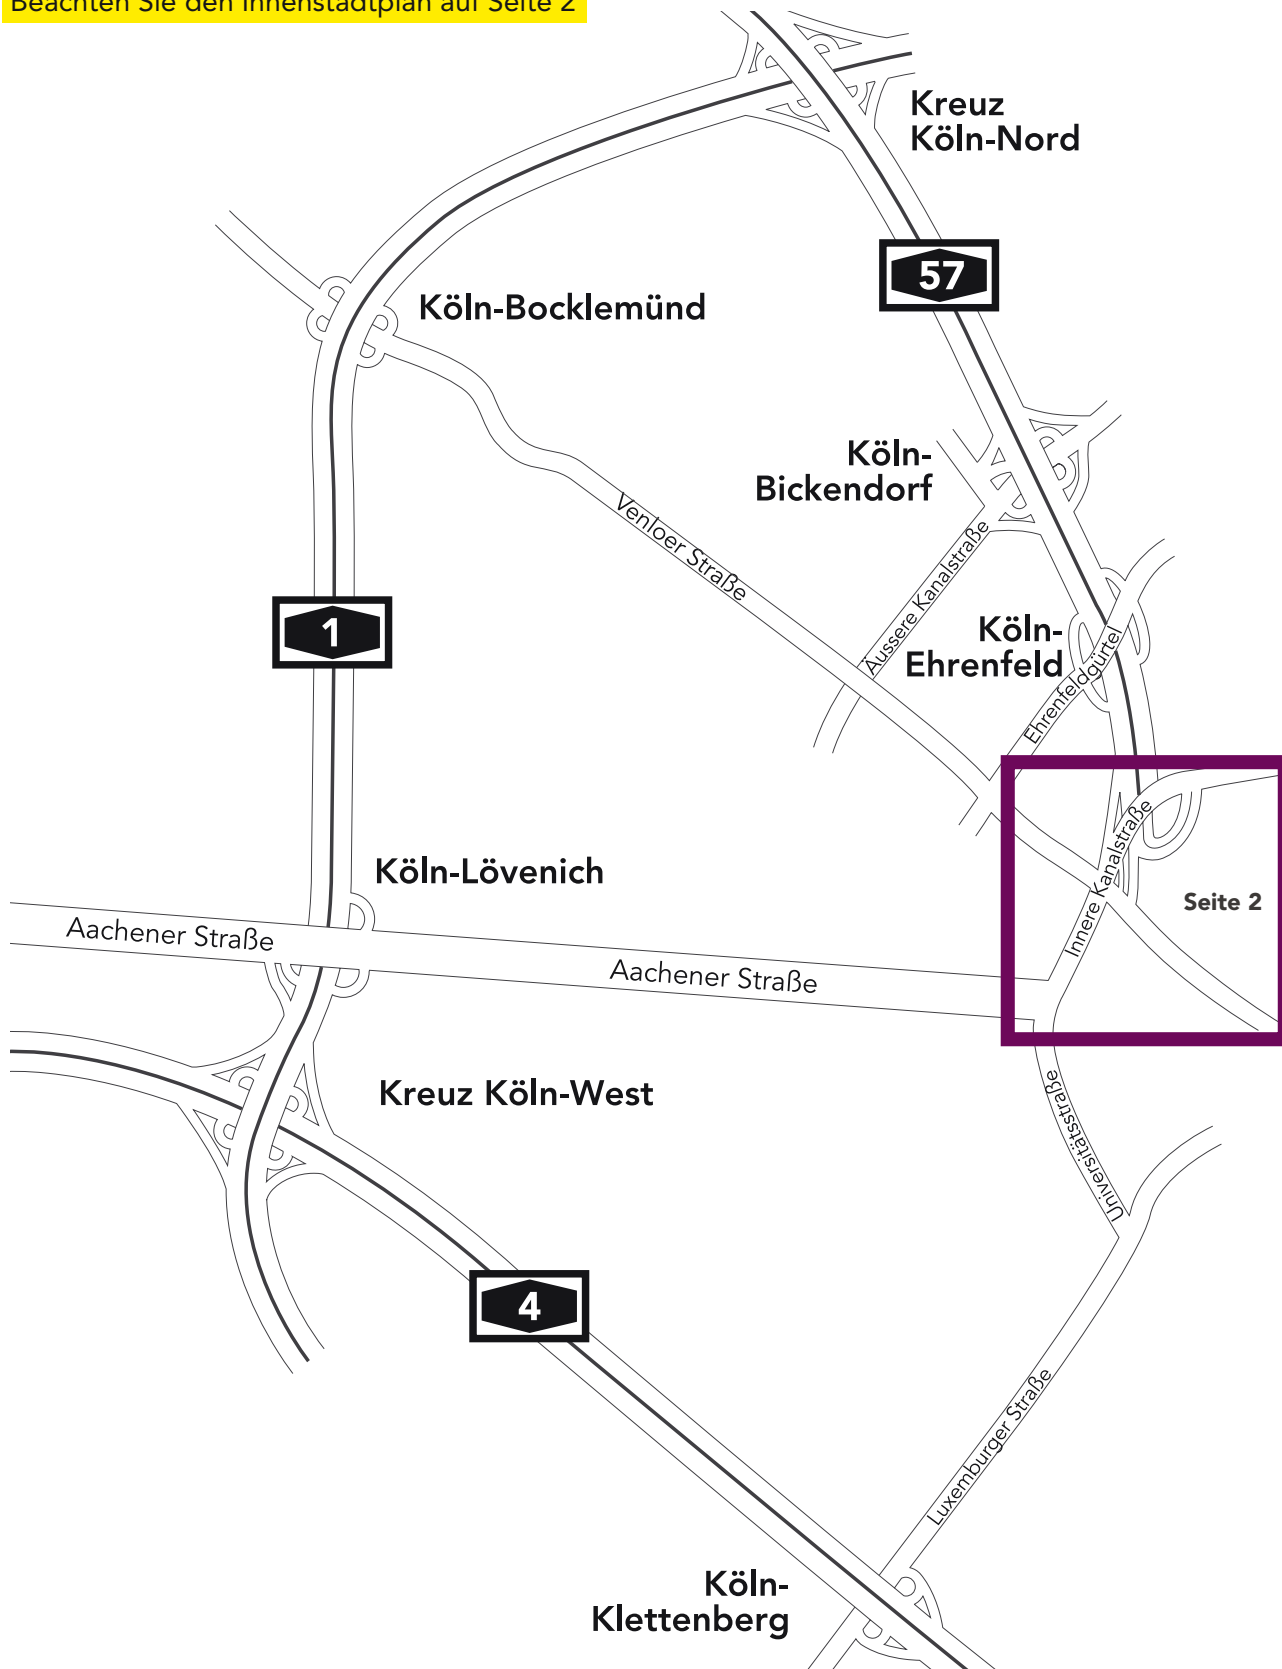 Beachten Sie den Innenstadtplan auf Seite 2
Kreuz
Köln-Nord
57
Köln-Bocklemünd
Köln-
Bickendorf
Venloer Straße
Äussere Kanalstraße
1
Köln-
Ehrenfeld
Ehrenfeldgürtel
Innere Kanalstraße
Köln-Lövenich
Seite 2
Aachener Straße
Aachener Straße
Kreuz Köln-West
Universitätsstraße
4
Luxemburger Straße
Köln-
Klettenberg